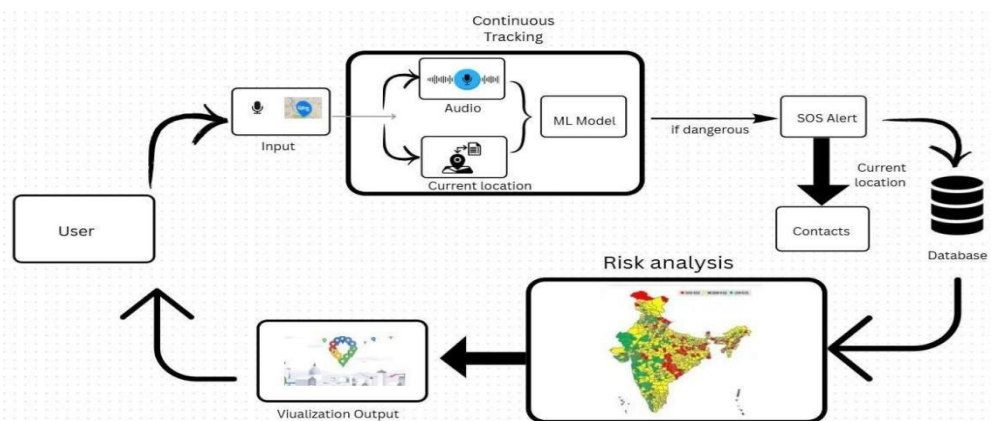 Continuous
Tracking
Input
Audio
Current location
ML Model
if dangerous
SOS Alert
Current
location
Contacts
Database
User
Risk analysis
Viualization Output